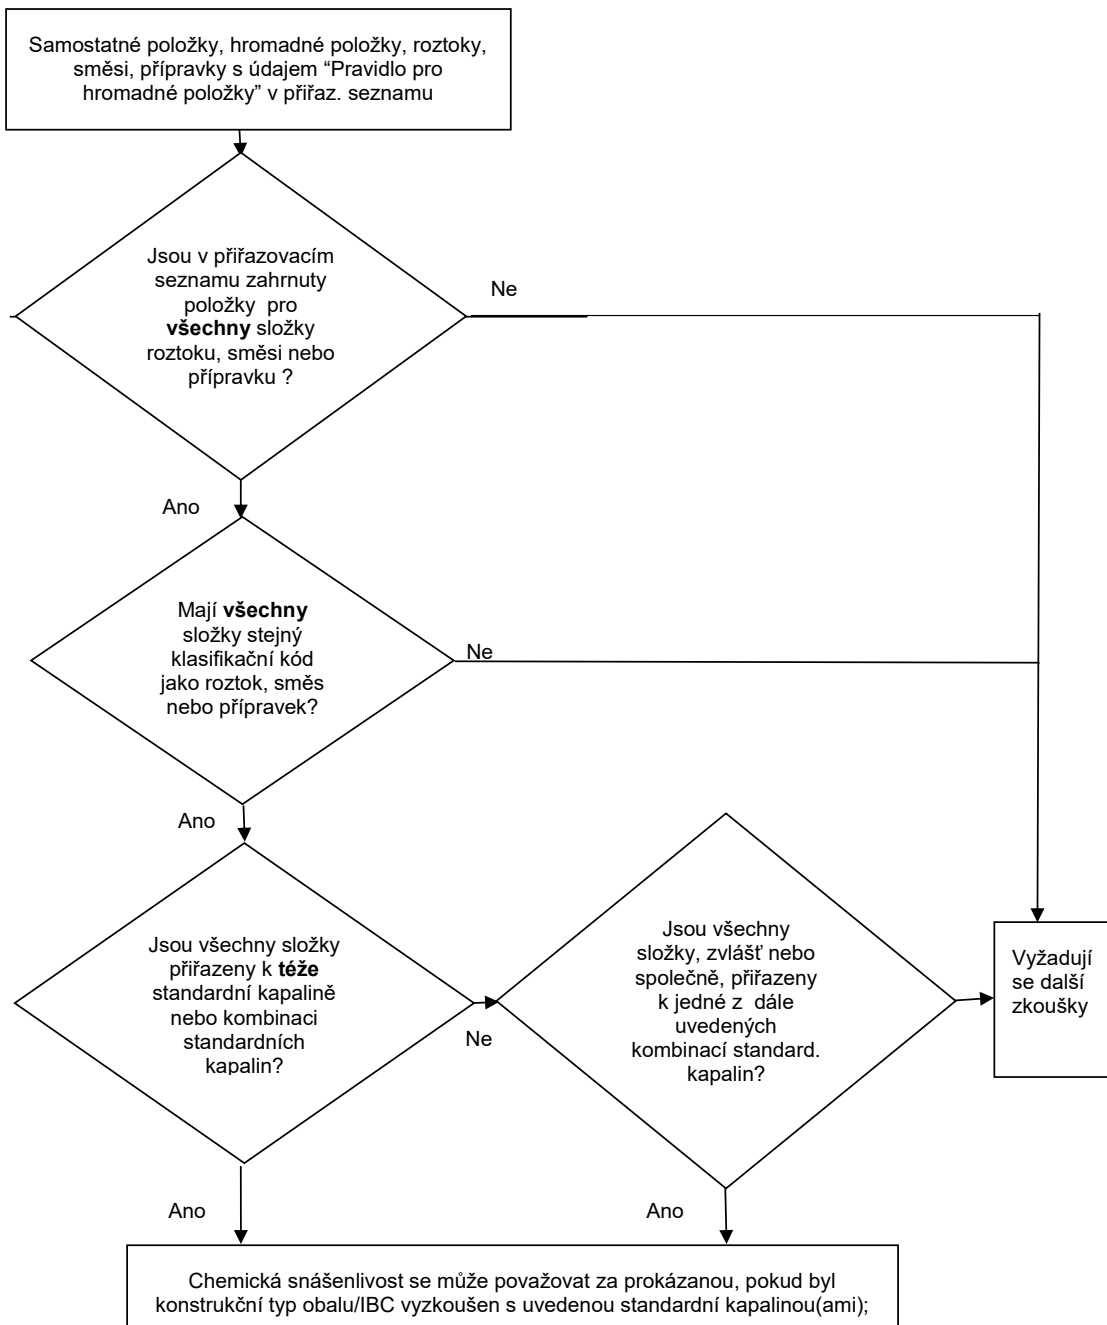 Samostatné položky, hromadné položky, roztoky,
směsi, přípravky s údajem “Pravidlo pro
hromadné položky” v přiřaz. seznamu
Jsou v přiřazovacím
seznamu zahrnuty
položky pro
všechny složky
roztoku, směsi nebo
přípravku ?
Ne
Ano
Mají všechny
složky stejný
klasifikační kód
jako roztok, směs
nebo přípravek?
Ne
Ano
Jsou všechny složky
přiřazeny k téže
standardní kapalině
nebo kombinaci
standardních
kapalin?
Ne
Jsou všechny
složky, zvlášť nebo
společně, přiřazeny
k jedné z dále
uvedených
kombinací standard.
kapalin?
Vyžadují
se další
zkoušky
Ano
Ano
Chemická snášenlivost se může považovat za prokázanou, pokud byl
konstrukční typ obalu/IBC vyzkoušen s uvedenou standardní kapalinou(ami);